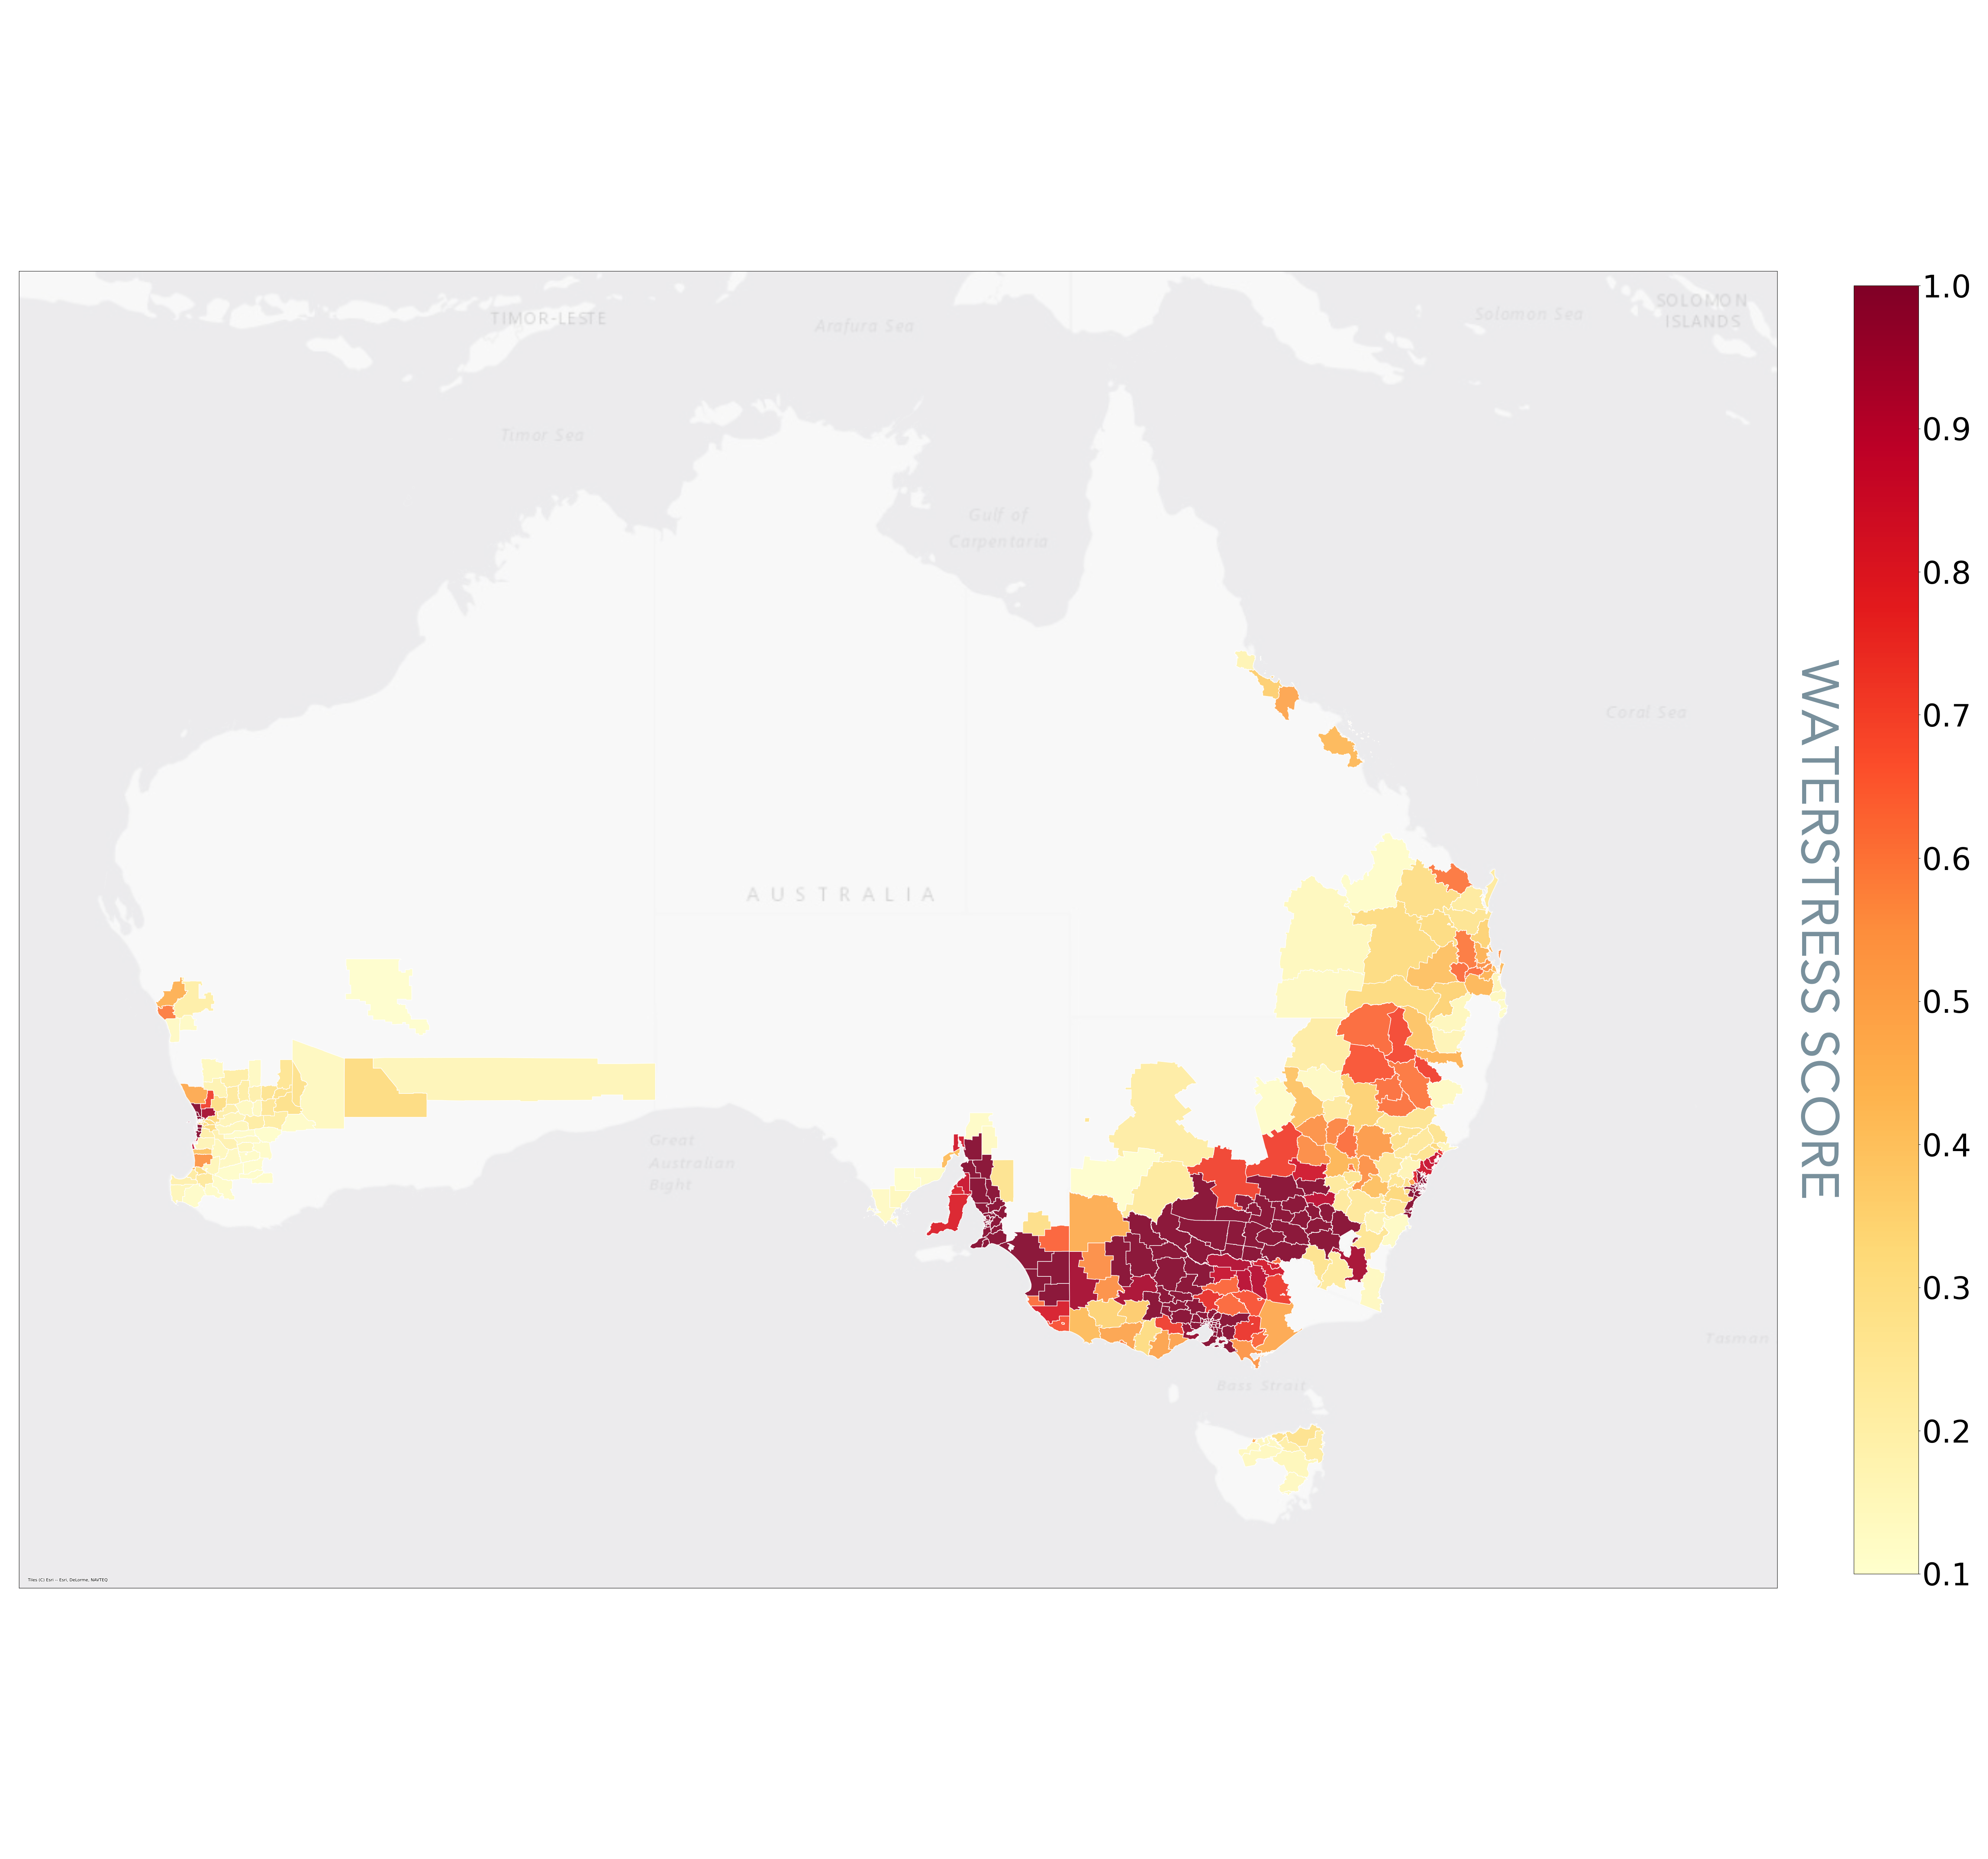 TIMOR-LESTE
Arafura Sea
Solomon Sea
SOLOMON
ISLANDS
Timor Sea
Gulf of
Carpentaria
Coral Sea
AUSTRALIA
Great
Australian
Bight
Tasman
Bass Strait
Tiles (C) Esri -- Esri, DeLorme, NAVTEQ
WATERSTRESS SCORE
1.0
0.9
0.8
0.7
0.6
0.5
0.4
0.3
0.2
0.1